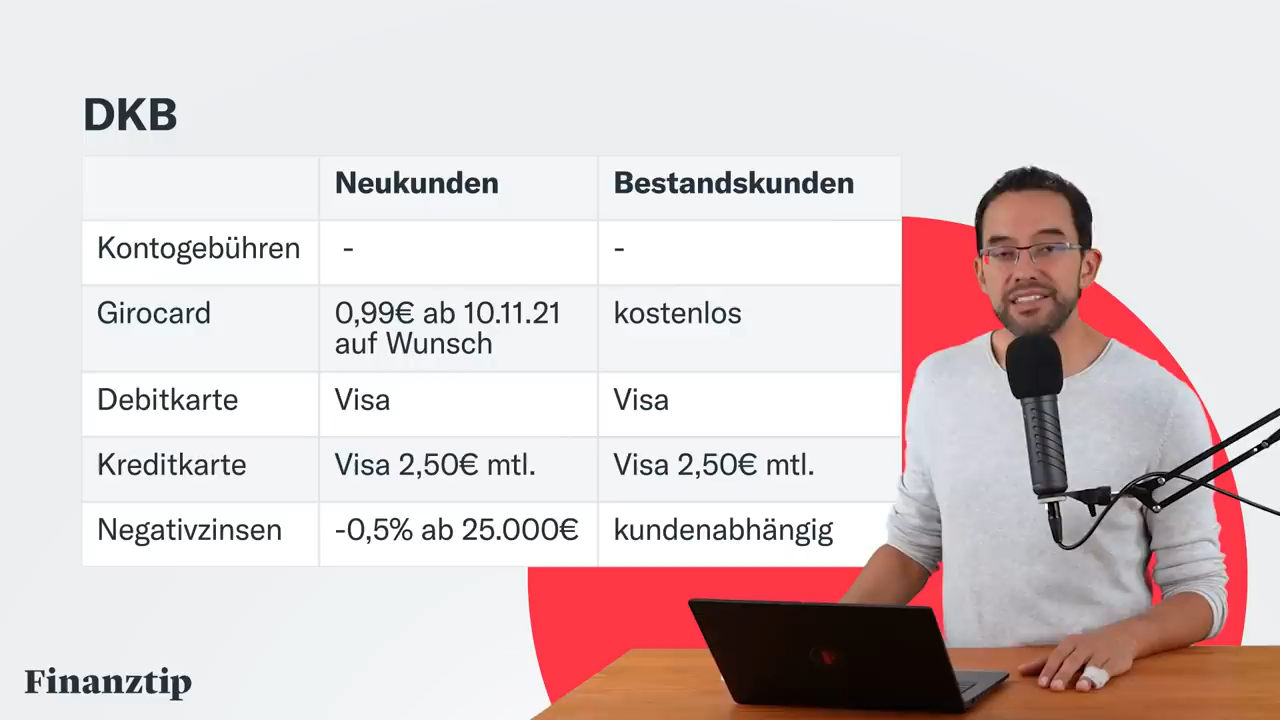 DKB
Neukunden Bestandskunden
Kontogebühren - -
Girocard 0,99€ ab 10.11.21 kostenlos
auf Wunsch
Debitkarte Visa Visa
Kreditkarte Visa 2,50€ mtl. Visa 2,50€ mtl.
Negativzinsen -0,5% ab 25.000€ kundenabhängig
Finanztip